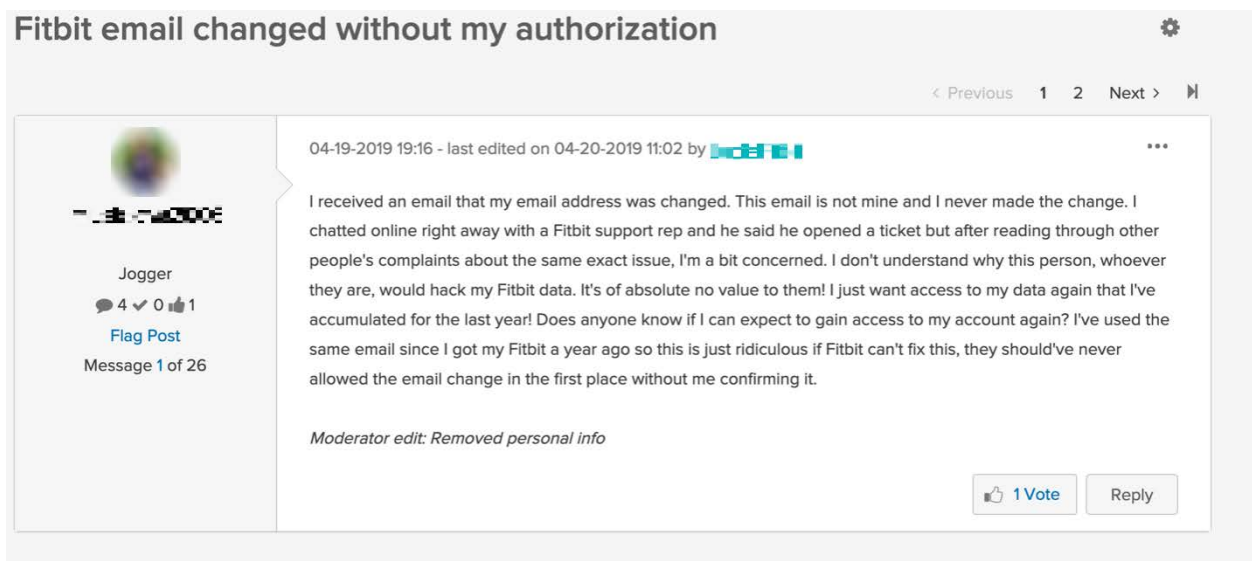 Fitbit email changed without my authorization
< Previous 1 2 Next >
04-19-2019 19:16 - last edited on 04-20-2019 11:02 by
I received an email that my email address was changed. This email is not mine and I never made the change. I
chatted online right away with a Fitbit support rep and he said he opened a ticket but after reading through other
people's complaints about the same exact issue, I'm a bit concerned. I don't understand why this person, whoever
they are, would hack my Fitbit data. It's of absolute no value to them! I just want access to my data again that I've
accumulated for the last year! Does anyone know if I can expect to gain access to my account again? I've used the
same email since I got my Fitbit a year ago so this is just ridiculous if Fitbit can't fix this, they should've never
allowed the email change in the first place without me confirming it.
Moderator edit: Removed personal info
Jogger
4 0 1
Flag Post
Message 1 of 26
1 Vote Reply